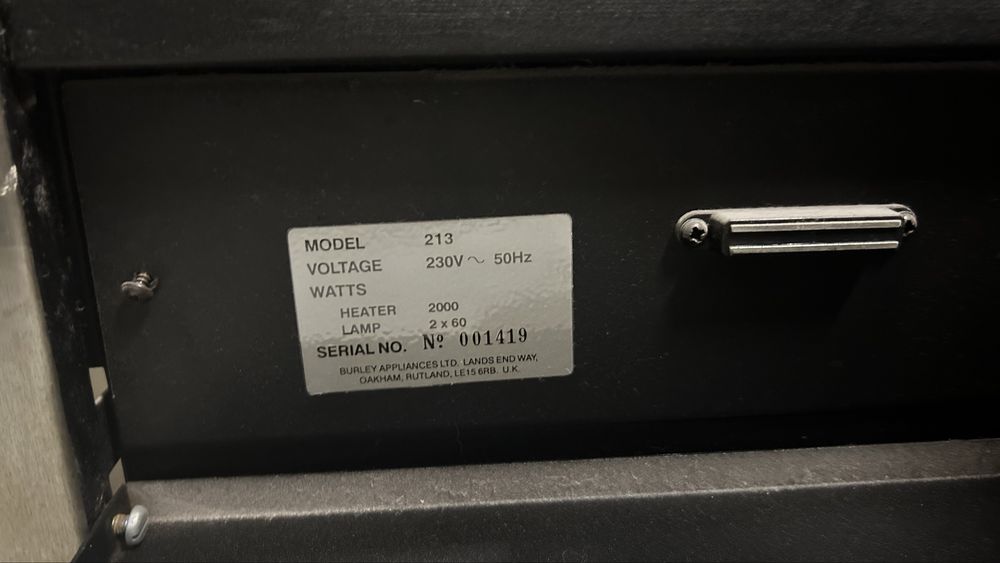 MODEL 213
VOLTAGE 230V ~ 50Hz
WATTS
HEATER 2000
LAMP 2 x 60
SERIAL NO. Nº 001419
BURLEY APPLIANCES LTD. LANDS END WAY,
OAKHAM, RUTLAND, LE15 6RB. U.K.